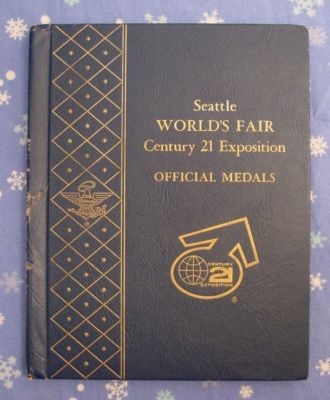 Seattle
WORLD'S FAIR
Century 21 Exposition
OFFICIAL MEDALS
CENTURY
21
EXPOSITION
®
®